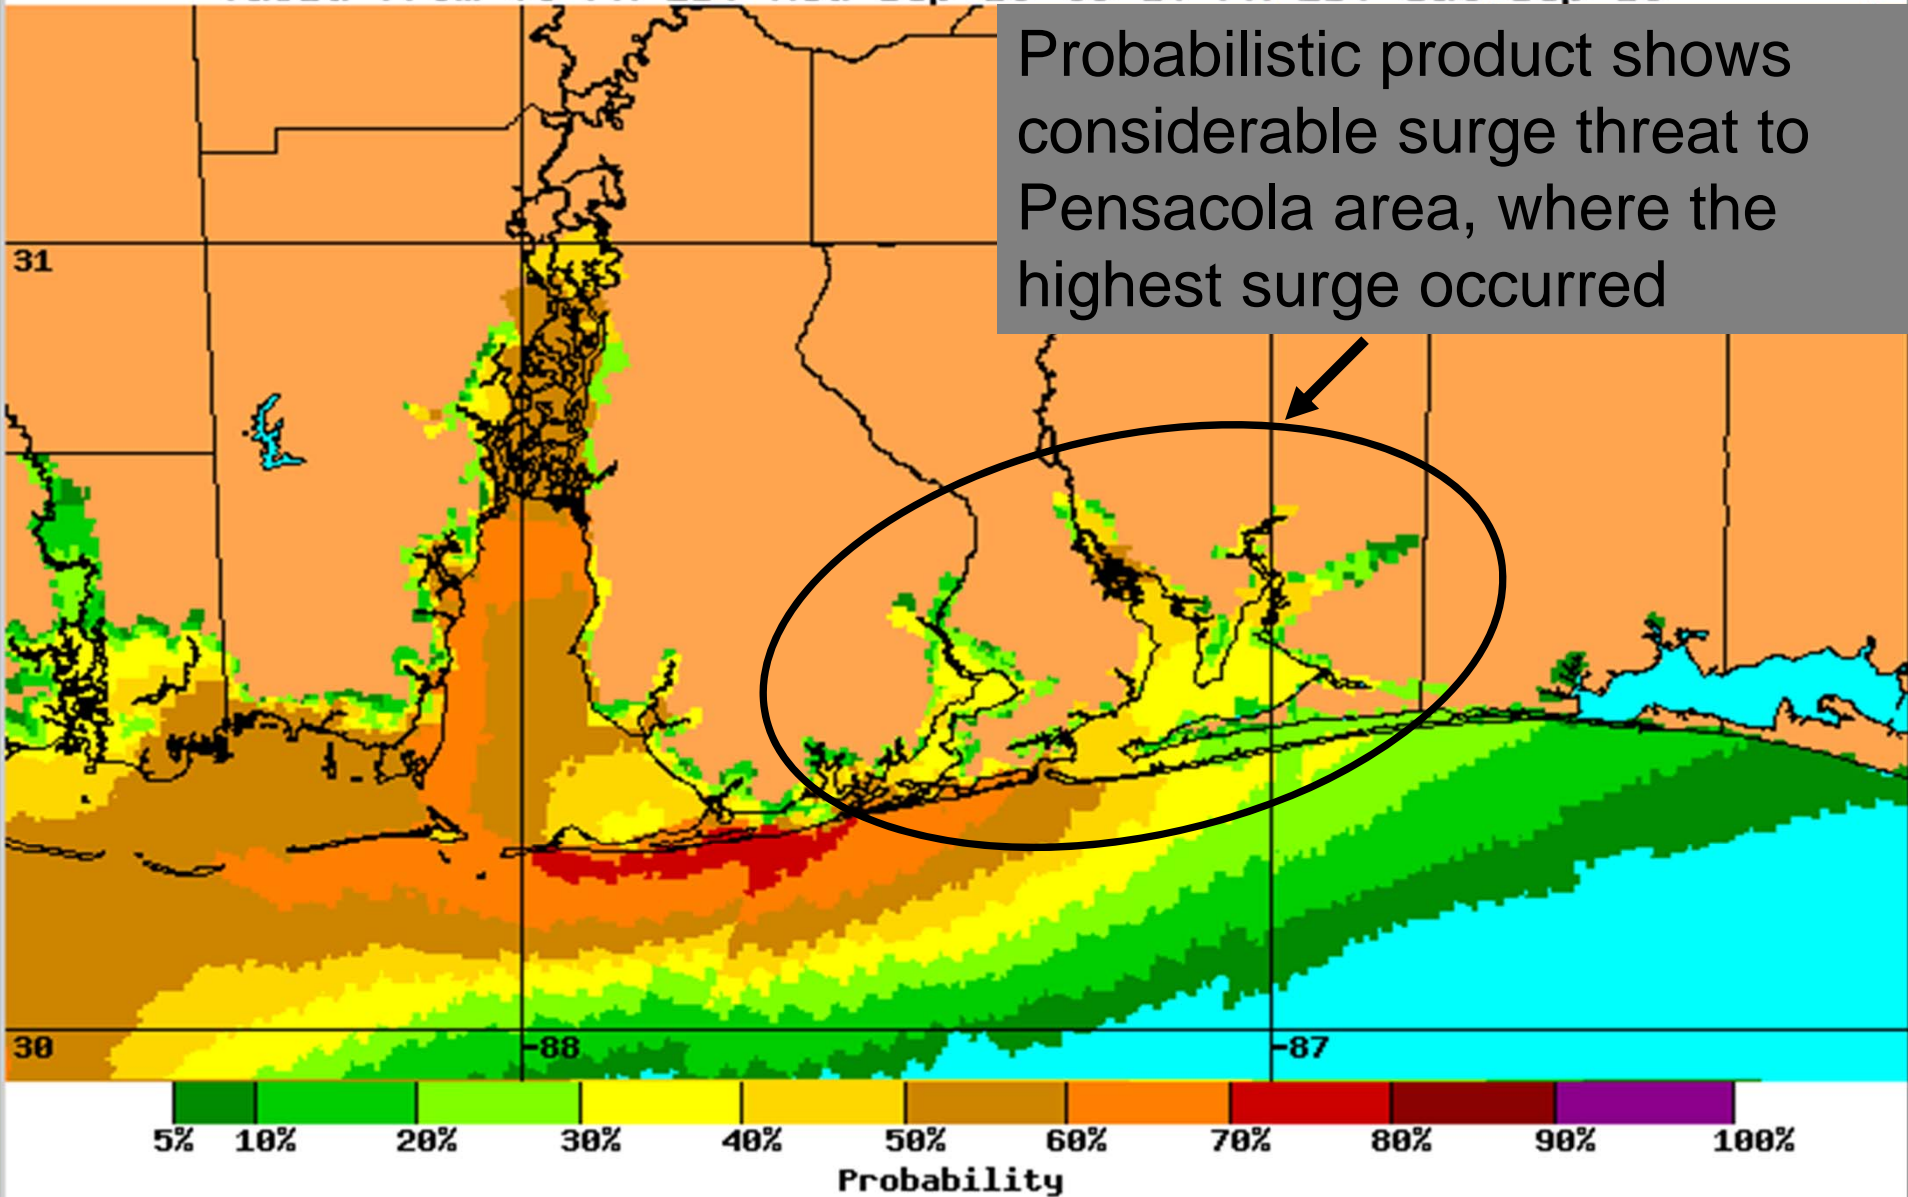 Probabilistic product shows
considerable surge threat to
Pensacola area, where the
highest surge occurred
31
30
-88
-87
5% 10% 20% 30% 40% 50% 60% 70% 80% 90% 100%
Probability